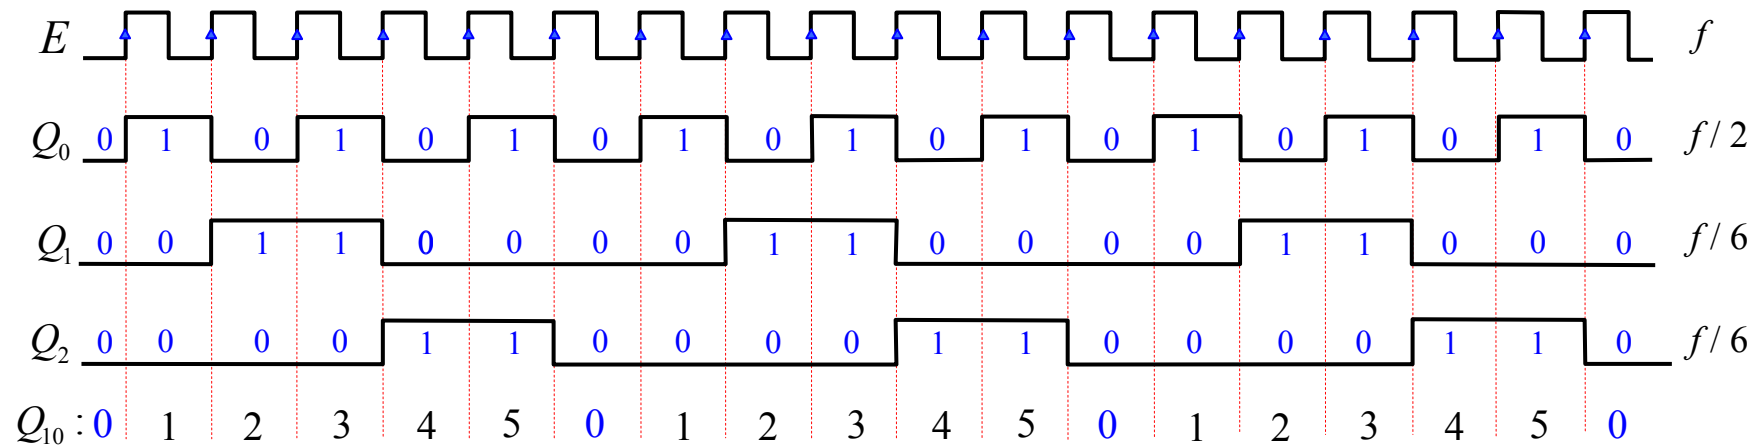 E f
Q0 0 1 0 1 0 1 0 1 0 1 0 1 0 1 0 1 0 f/2
Q1 0 0 1 1 0 0 0 0 1 1 0 0 0 0 1 1 0 0 0 f/6
Q2 0 0 0 0 1 1 0 0 0 0 1 1 0 0 0 0 1 1 0 f/6
Q10 : 0 1 2 3 4 5 0 1 2 3 4 5 0 1 2 3 4 5 0